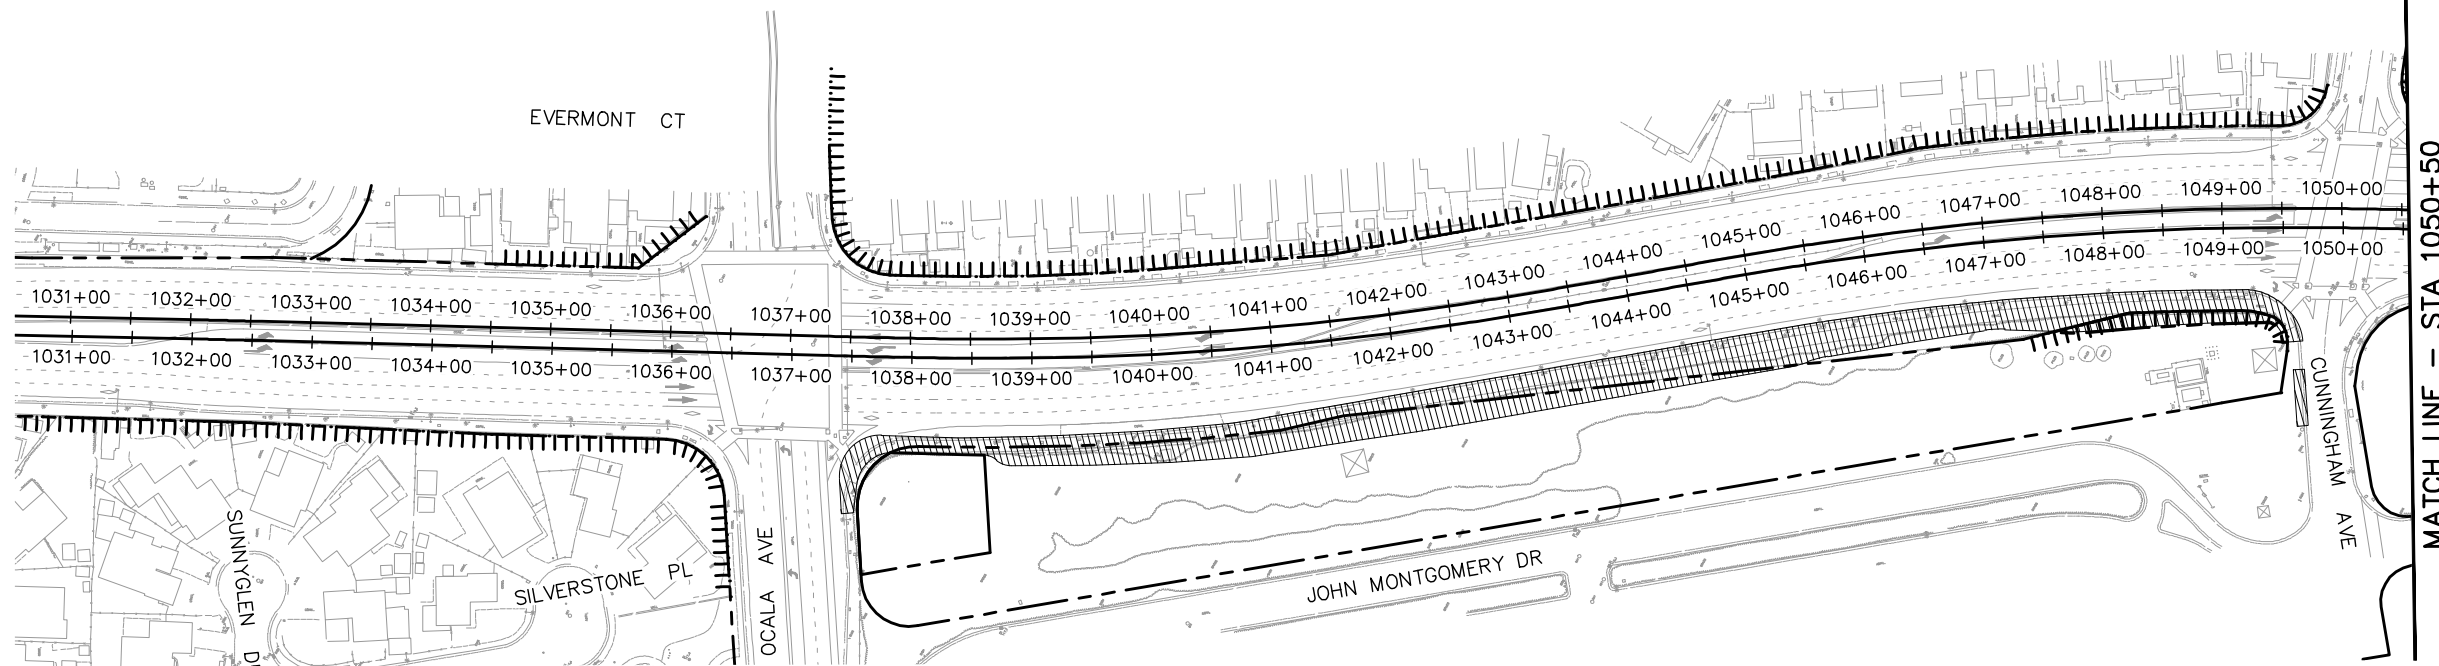 EVERMONT CT
1031+00 1032+00 1033+00 1034+00 1035+00 1036+00 1037+00 1038+00 1039+00 1040+00 1041+00 1042+00 1043+00 1044+00 1045+00 1046+00 1047+00 1048+00 1049+00 1050+00
1031+00 1032+00 1033+00 1034+00 1035+00 1036+00 1037+00 1038+00 1039+00 1040+00 1041+00 1042+00 1043+00 1044+00 1045+00 1046+00 1047+00 1048+00 1049+00 1050+00
SUNNYGLEN
SILVERSTONE PL
OCALA AVE
JOHN MONTGOMERY DR
CUNNINGHAM AVE
MATCH LINE - STA 1050+50